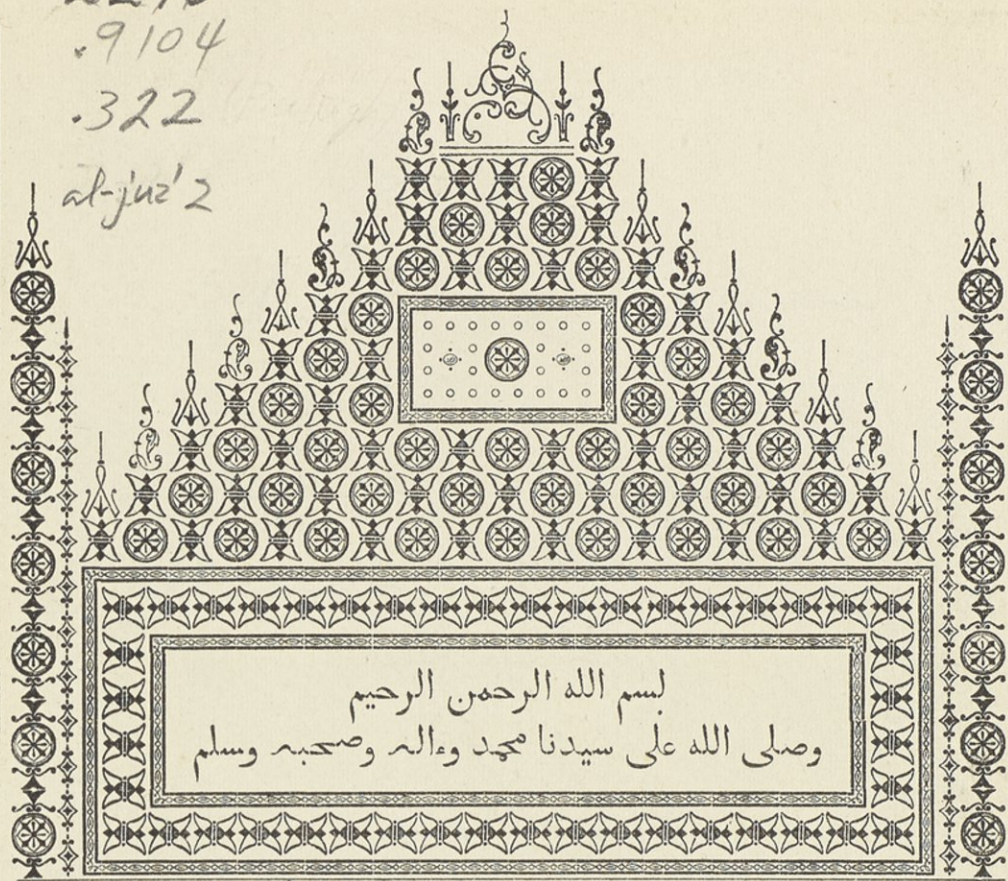 .9104
.322
al-juz' 2
بسم الله الرحمن الرحيم
وصلى الله على سيدنا محمد وءاله وصحبه وسلم